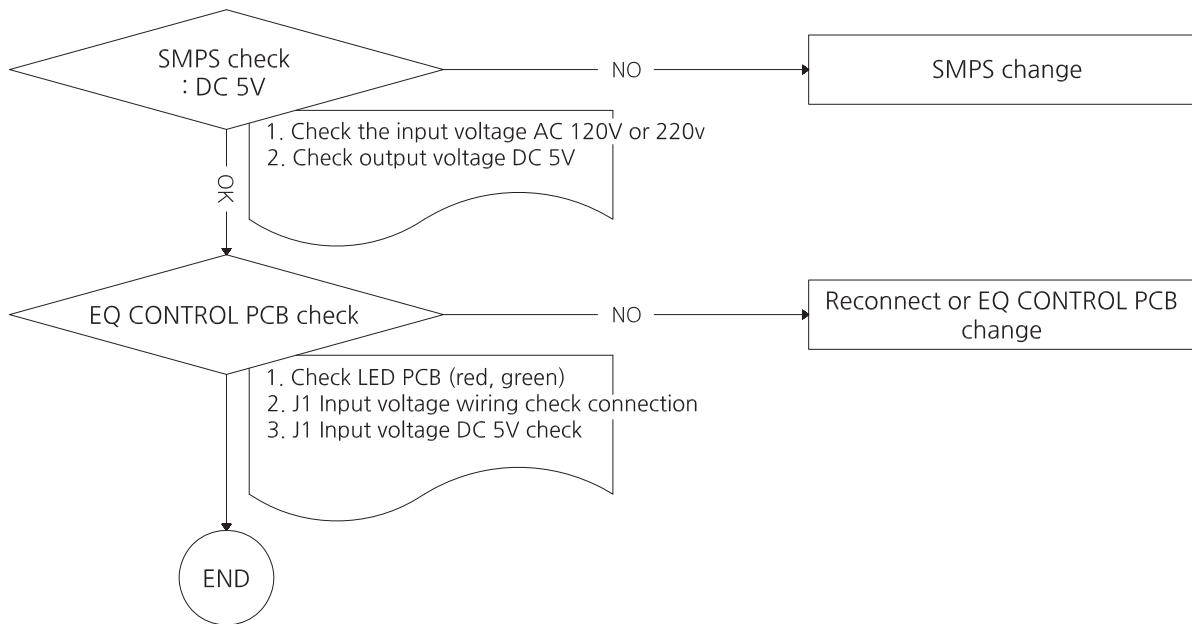 SMPS check
: DC 5V
NO
SMPS change
1. Check the input voltage AC 120V or 220v
2. Check output voltage DC 5V
OK
EQ CONTROL PCB check
NO
Reconnect or EQ CONTROL PCB
change
1. Check LED PCB (red, green)
2. J1 Input voltage wiring check connection
3. J1 Input voltage DC 5V check
END